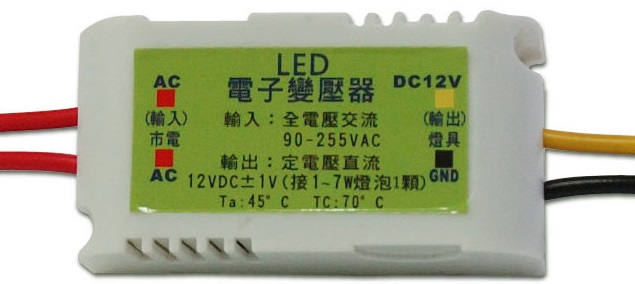 LED
電子變壓器
AC
(輸入)
市電
AC
DC12V
(輸出)
燈具
GND
輸入：全電壓交流
90-255VAC
輸出：定電壓直流
12VDC±1V(接1~7W燈泡1顆)
Ta:45°C TC:70°C